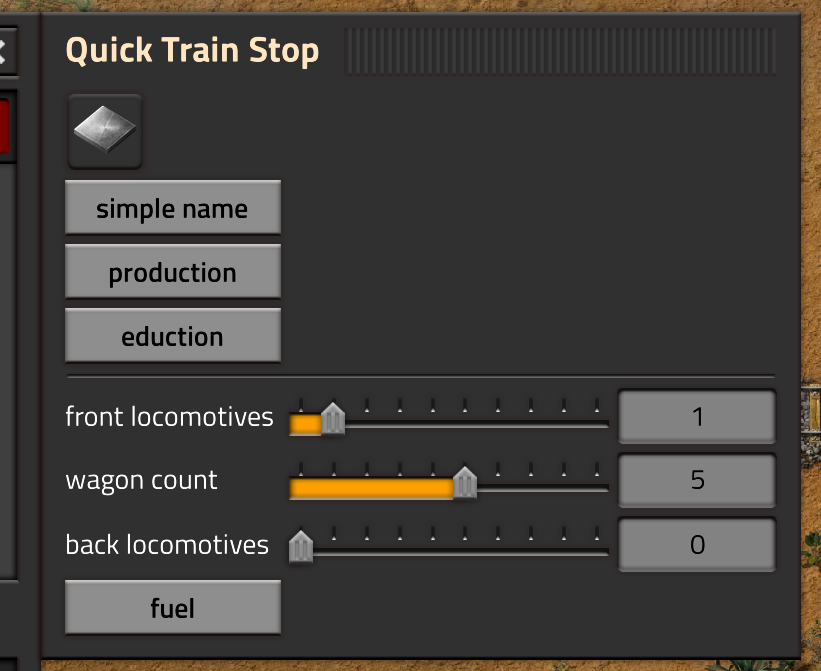 Quick Train Stop
simple name
production
eduction
front locomotives 1
wagon count 5
back locomotives 0
fuel